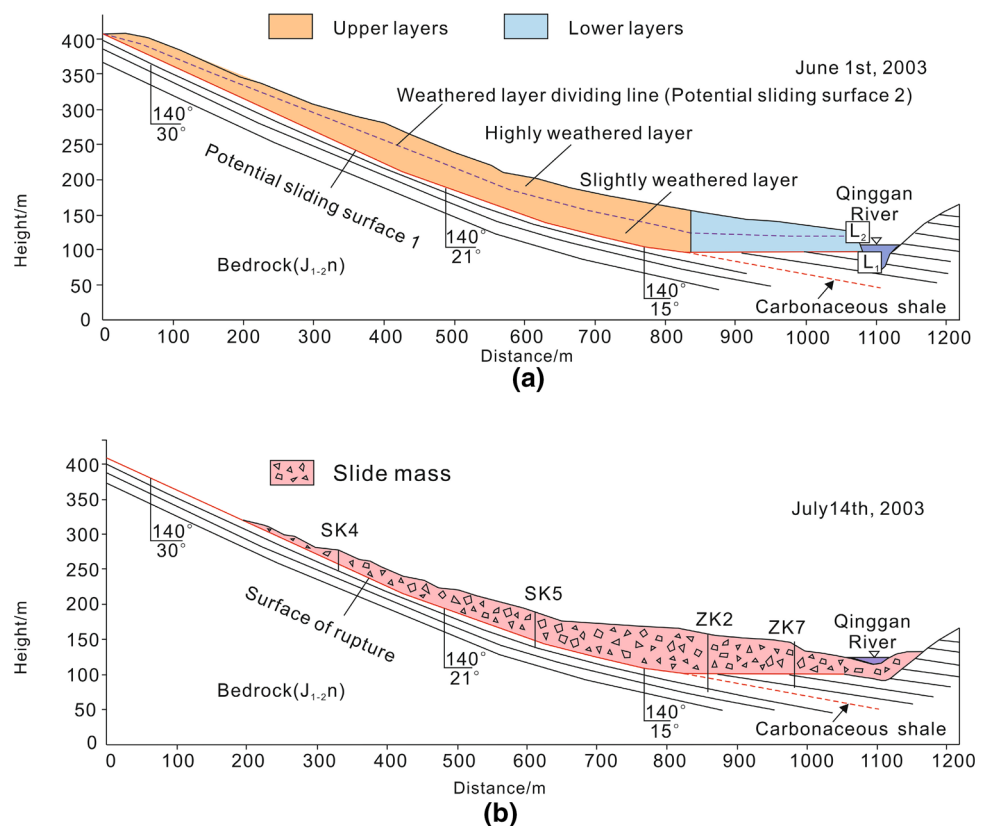 Upper layers
Lower layers
June 1st, 2003
Weathered layer dividing line (Potential sliding surface 2)
Highly weathered layer
Slightly weathered layer
Qinggan
River
L₂
L₁
140°
30°
Potential sliding surface 1
140°
21°
140°
15°
Bedrock(J₁₋₂n)
Carbonaceous shale
Height/m
400
350
300
250
200
150
100
50
0
0 100 200 300 400 500 600 700 800 900 1000 1100 1200
Distance/m
(a)
Slide mass
July14th, 2003
SK4
SK5
ZK2
ZK7
Qinggan
River
140°
30°
Surface of rupture
140°
21°
140°
15°
Bedrock(J₁₋₂n)
Carbonaceous shale
Height/m
400
350
300
250
200
150
100
50
0
0 100 200 300 400 500 600 700 800 900 1000 1100 1200
Distance/m
(b)